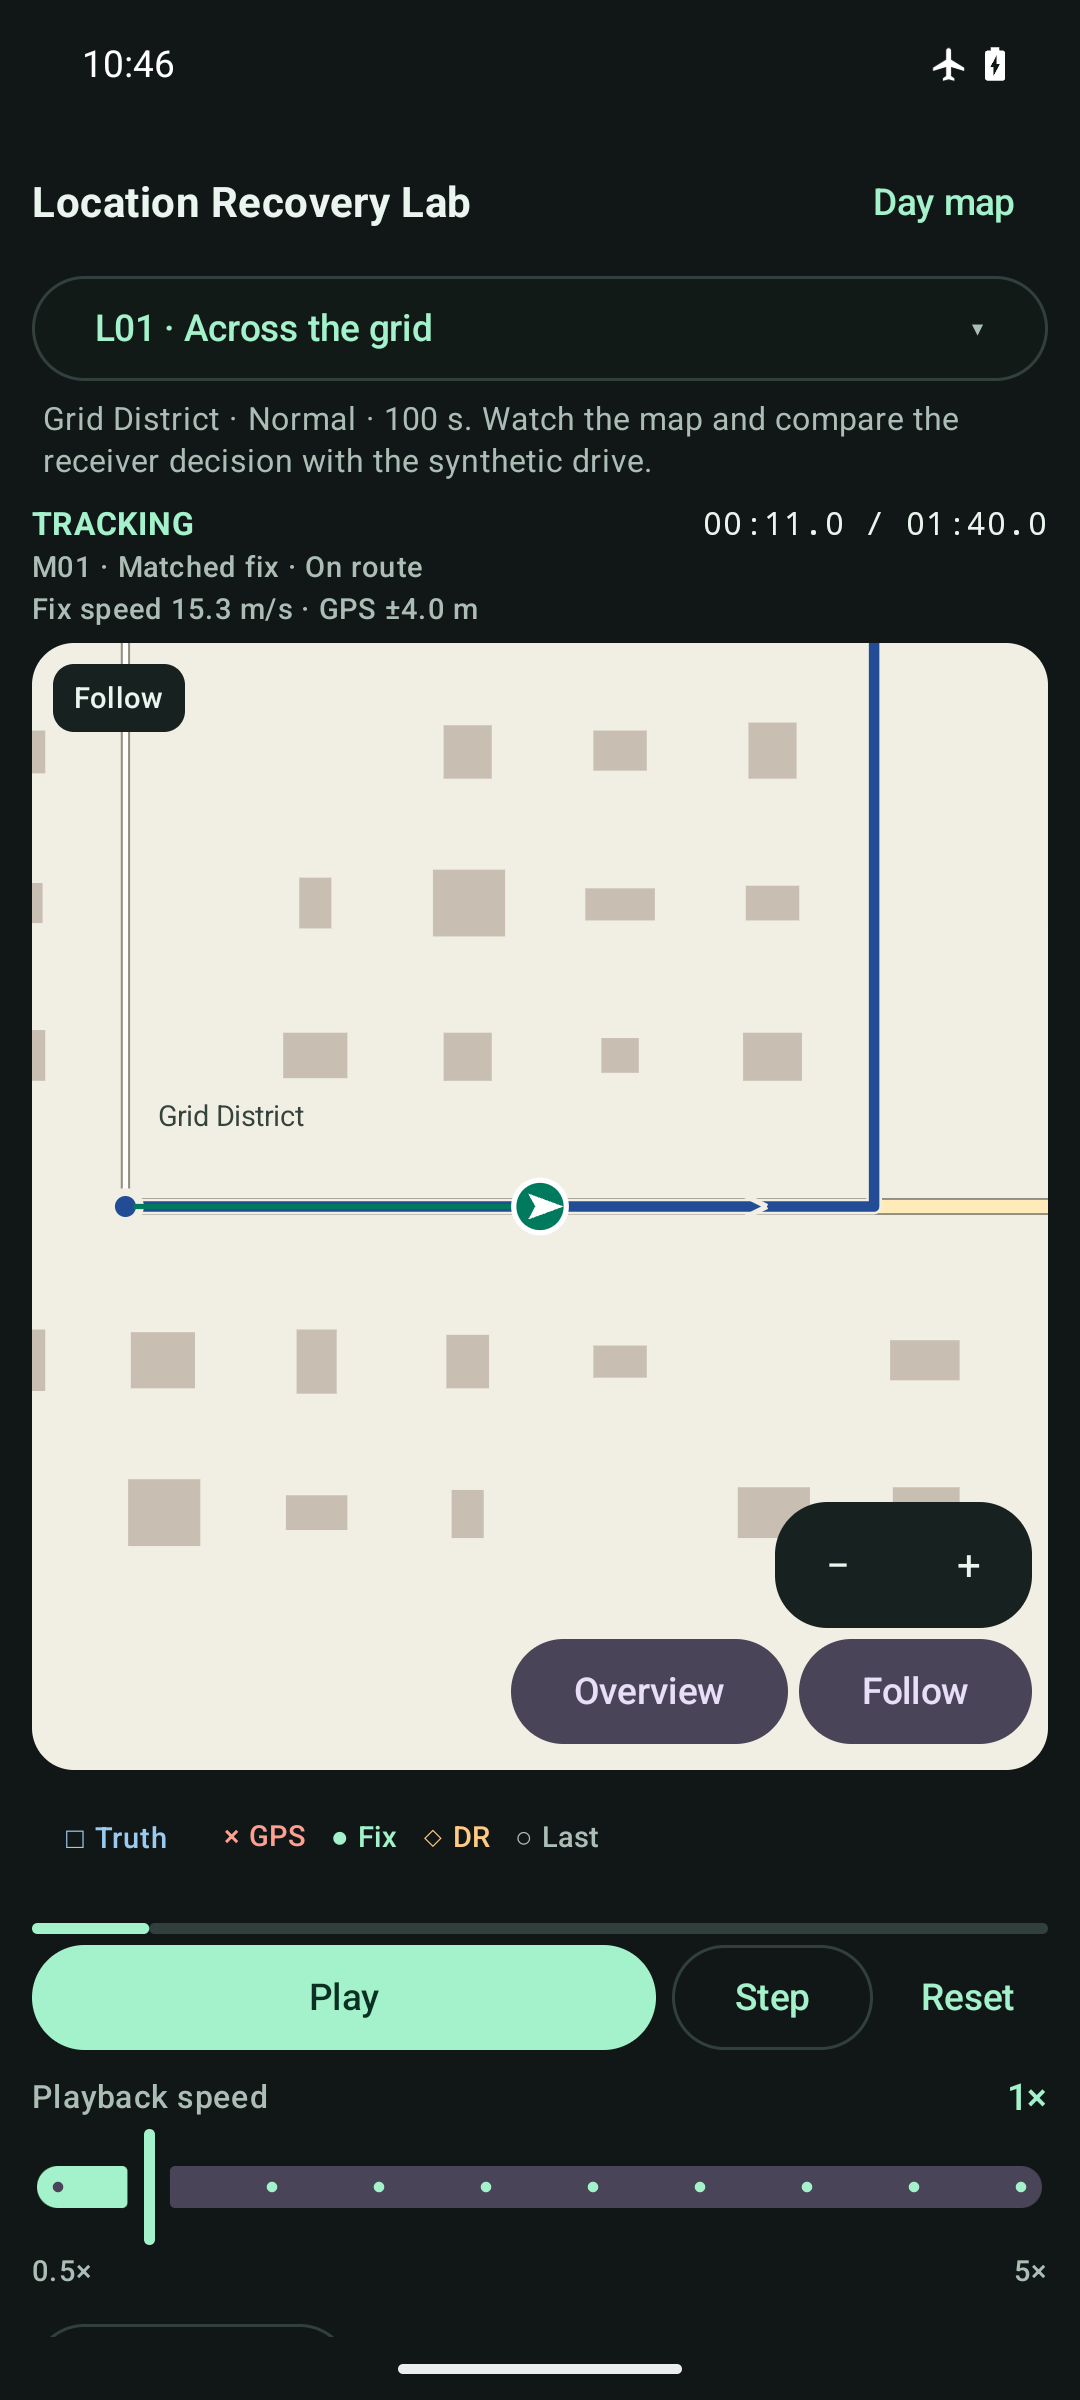 10:46
Location Recovery Lab
Day map
L01 · Across the grid
Grid District · Normal · 100 s. Watch the map and compare the
receiver decision with the synthetic drive.
TRACKING
00:11.0 / 01:40.0
M01 · Matched fix · On route
Fix speed 15.3 m/s · GPS ±4.0 m
Follow
Grid District
− +
Overview
Follow
□ Truth × GPS ● Fix ◇ DR ○ Last
Play
Step
Reset
Playback speed
1×
0.5×
5×